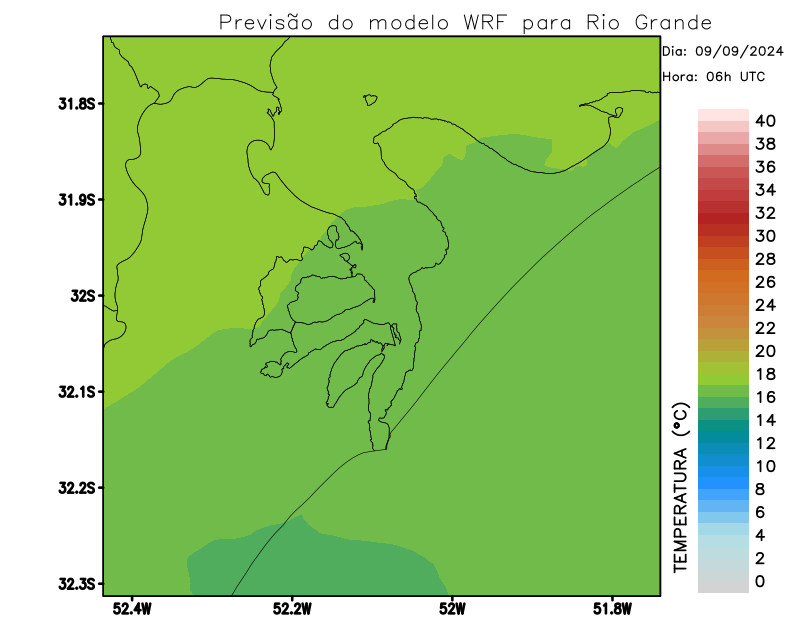 Previsão do modelo WRF para Rio Grande
Dia: 09/09/2024
Hora: 06h UTC
31.8S
31.9S
32S
32.1S
32.2S
32.3S
52.4W
52.2W
52W
51.8W
TEMPERATURA (°C)
40
38
36
34
32
30
28
26
24
22
20
18
16
14
12
10
8
6
4
2
0